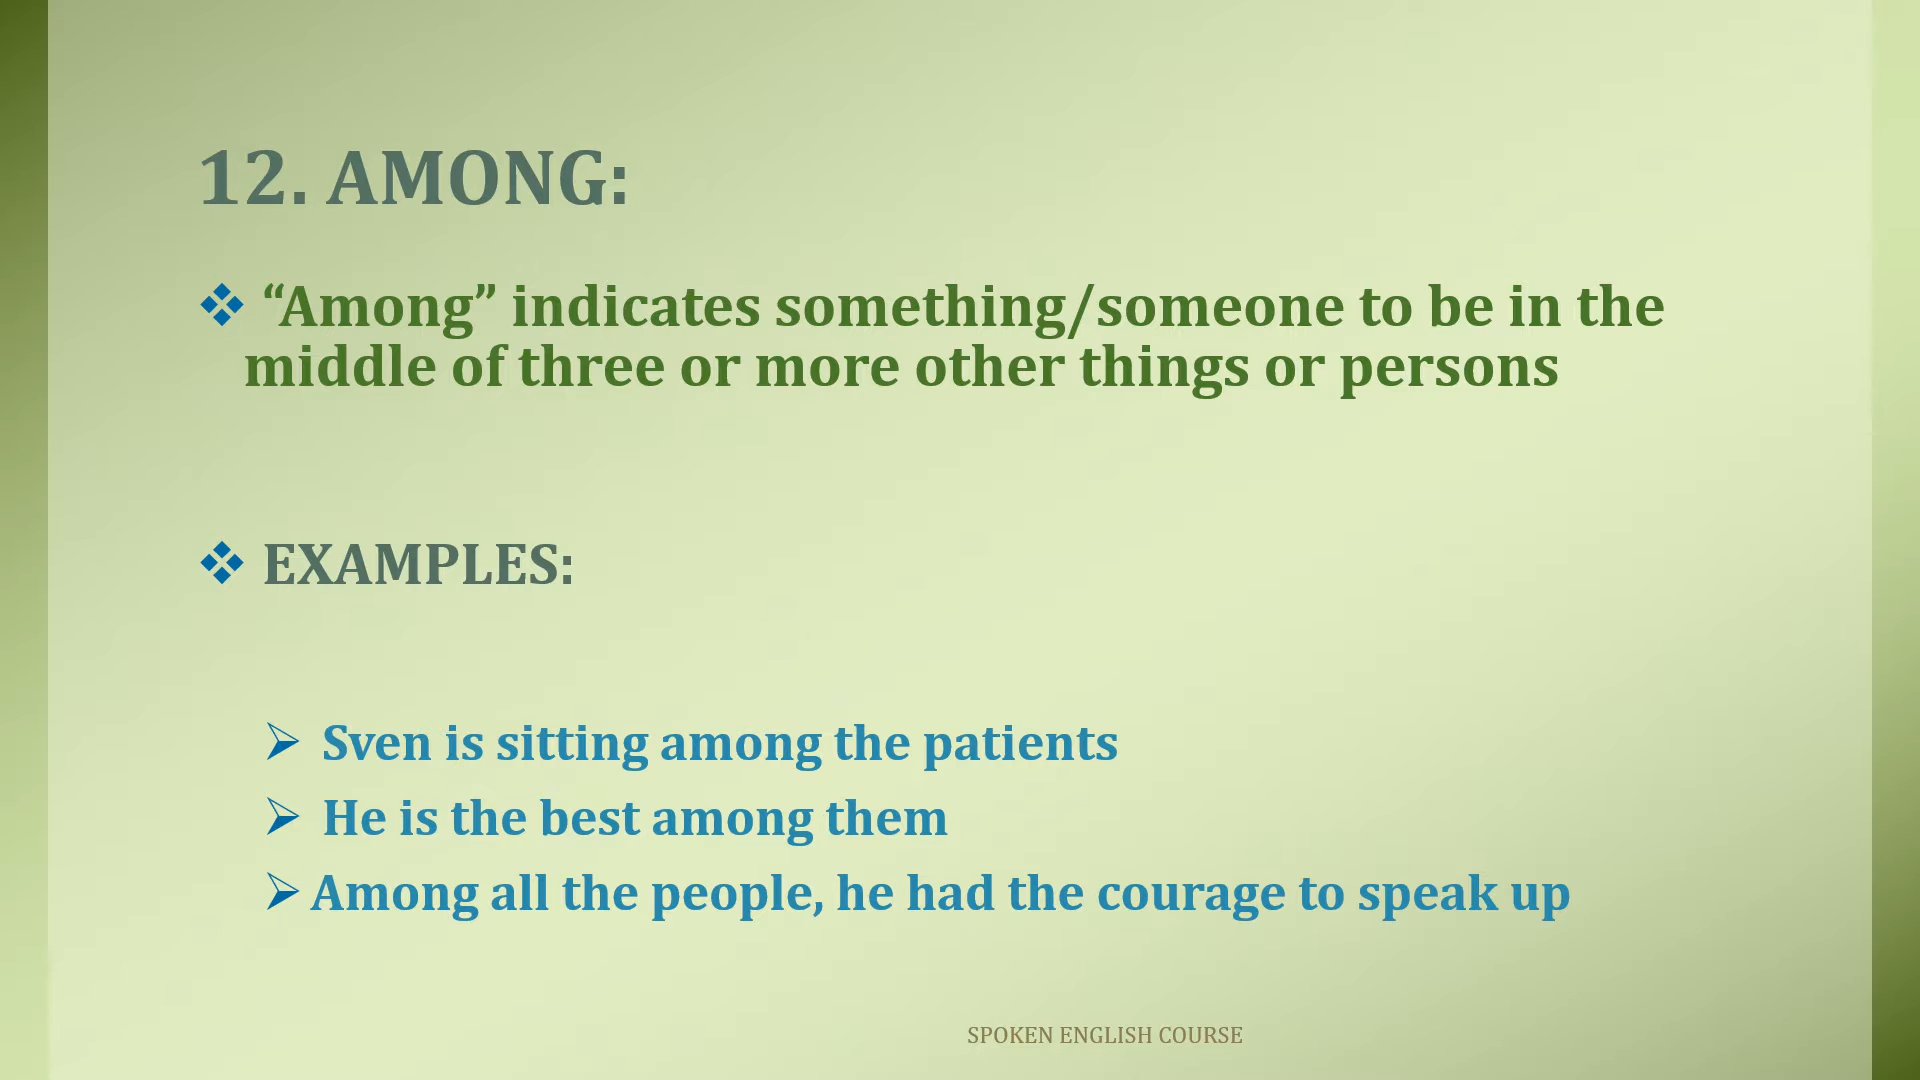 12. AMONG:
“Among” indicates something/someone to be in the
middle of three or more other things or persons
EXAMPLES:
Sven is sitting among the patients
He is the best among them
Among all the people, he had the courage to speak up
SPOKEN ENGLISH COURSE